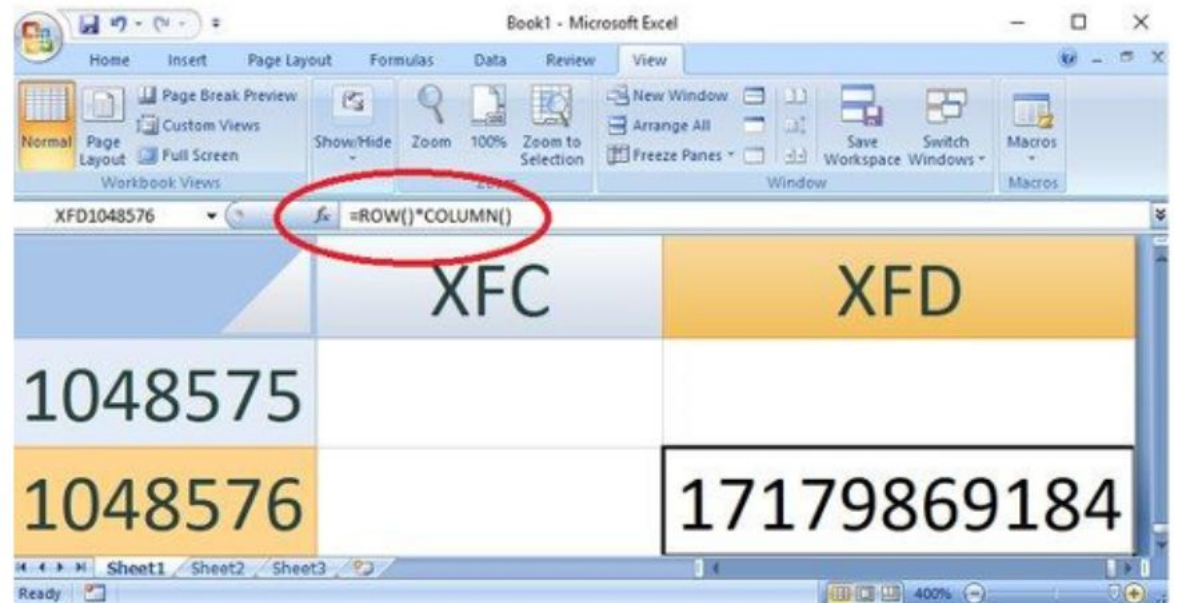 Book1 - Microsoft Excel
Home Insert Page Layout Formulas Data Review View
Normal
Page Layout
Page Break Preview
Custom Views
Full Screen
Workbook Views
Show/Hide
Zoom
100%
Zoom to Selection
Zoom
New Window
Arrange All
Freeze Panes
Save Workspace
Switch Windows
Window
Macros
Macros
XFD1048576 fx =ROW()*COLUMN()
XFC XFD
1048575
1048576 17179869184
Sheet1 Sheet2 Sheet3
Ready 400%